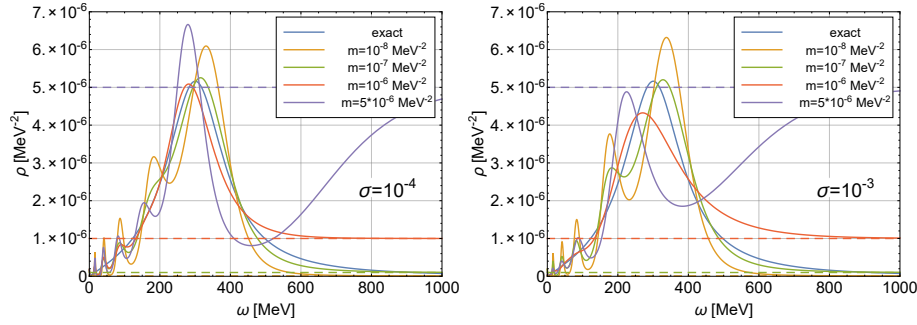 7.×10⁻⁶
6.×10⁻⁶
5.×10⁻⁶
4.×10⁻⁶
3.×10⁻⁶
2.×10⁻⁶
1.×10⁻⁶
0
ρ [MeV⁻²]
exact
m=10⁻⁸ MeV⁻²
m=10⁻⁷ MeV⁻²
m=10⁻⁶ MeV⁻²
m=5*10⁻⁶ MeV⁻²
σ=10⁻⁴
0 200 400 600 800 1000
ω [MeV]
7.×10⁻⁶
6.×10⁻⁶
5.×10⁻⁶
4.×10⁻⁶
3.×10⁻⁶
2.×10⁻⁶
1.×10⁻⁶
0
ρ [MeV⁻²]
exact
m=10⁻⁸ MeV⁻²
m=10⁻⁷ MeV⁻²
m=10⁻⁶ MeV⁻²
m=5*10⁻⁶ MeV⁻²
σ=10⁻³
0 200 400 600 800 1000
ω [MeV]